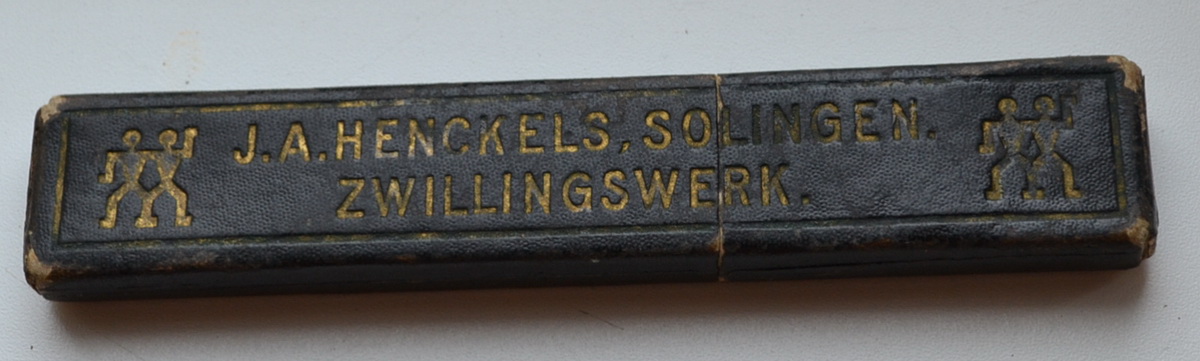 J.A.HENCKELS, SOLINGEN.
ZWILLINGSWERK.